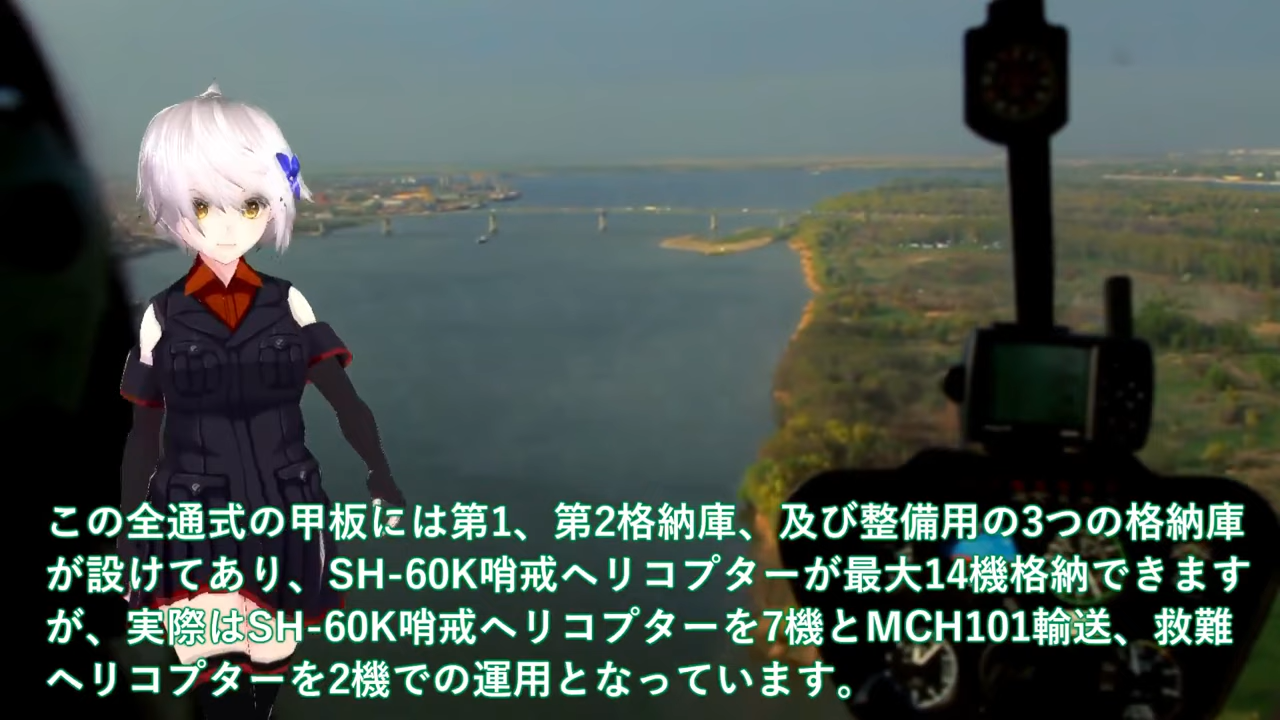 この全通式の甲板には第1、第2格納庫、及び整備用の3つの格納庫
が設けてあり、SH-60K哨戒ヘリコプターが最大14機格納できます
が、実際はSH-60K哨戒ヘリコプターを7機とMCH101輸送、救難
ヘリコプターを2機での運用となっています。